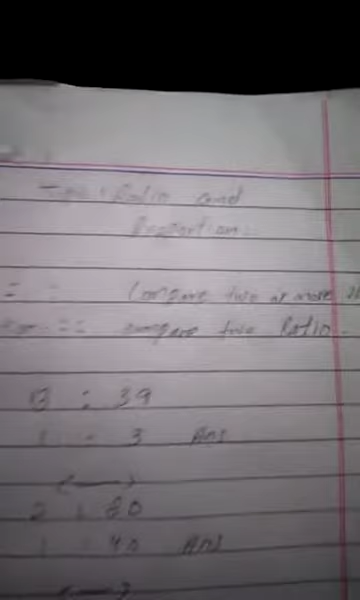 Topic: Ratio and
Proportion:
= : Compare two or more
:: compare two Ratio.
13 : 39
1 : 3 Ans
2 : 80
1 : 40 Ans